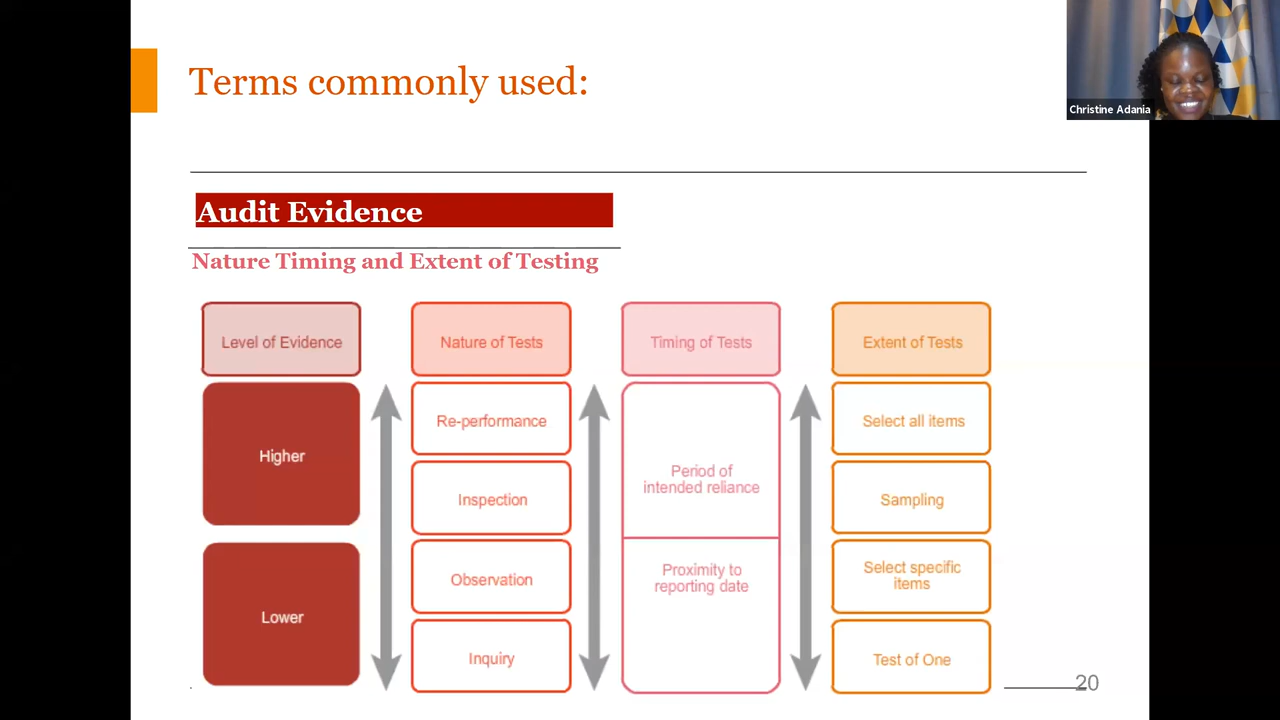 Terms commonly used:
Christine Adania
Audit Evidence
Nature Timing and Extent of Testing
Level of Evidence
Nature of Tests
Timing of Tests
Extent of Tests
Higher
Lower
Re-performance
Inspection
Observation
Inquiry
Period of
intended reliance
Proximity to
reporting date
Select all items
Sampling
Select specific
items
Test of One
20